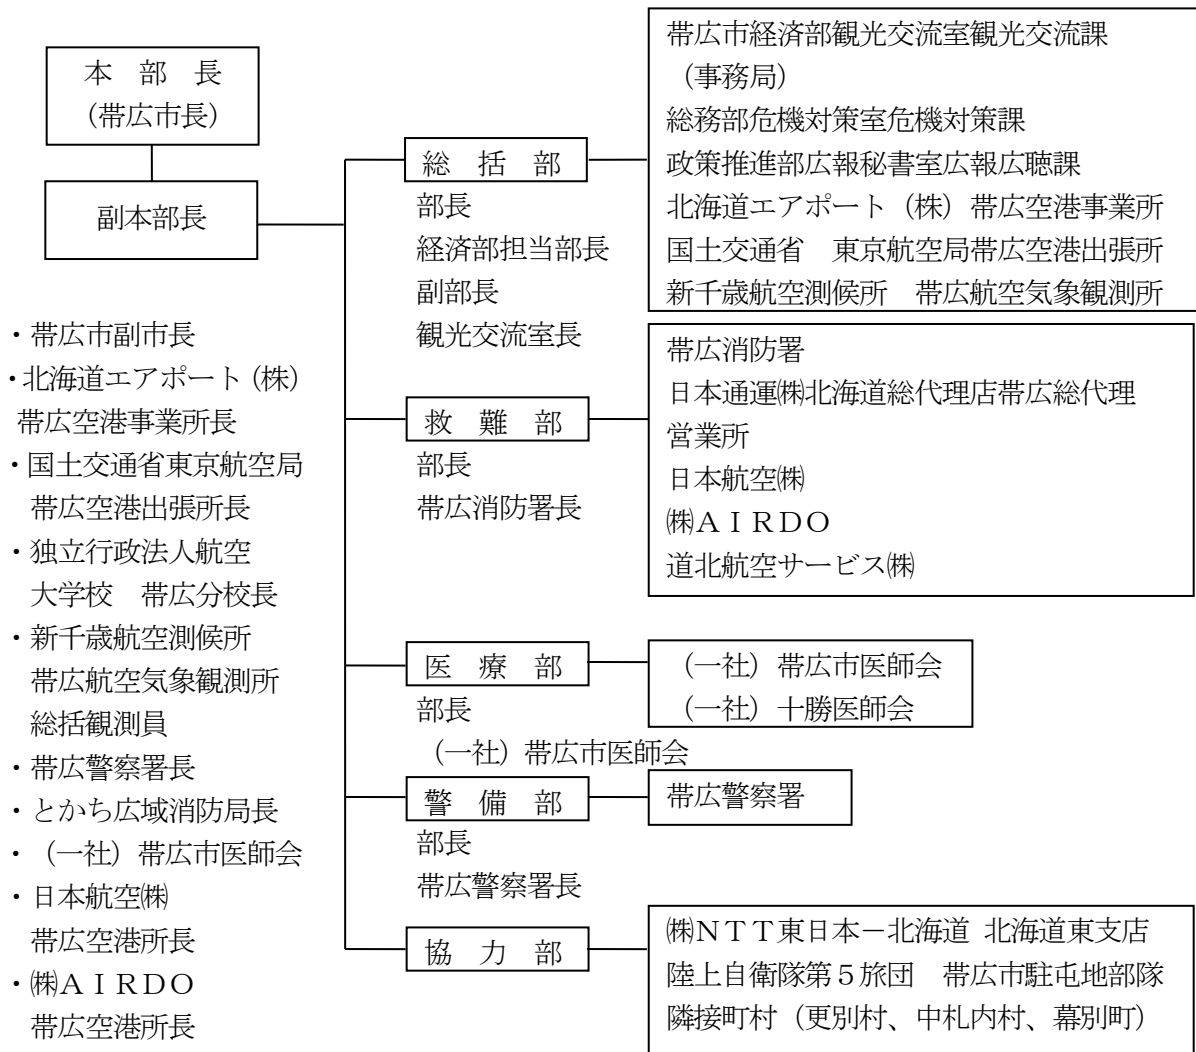 本　部　長
（帯広市長）
副本部長
・帯広市副市長
・北海道エアポート（株）
帯広空港事業所長
・国土交通省東京航空局
帯広空港出張所長
・独立行政法人航空
大学校　帯広分校長
・新千歳航空測候所
帯広航空気象観測所
総括観測員
・帯広警察署長
・とかち広域消防局長
・（一社）帯広市医師会
・日本航空㈱
帯広空港所長
・㈱ＡＩＲＤＯ
帯広空港所長
総　括　部
部長
経済部担当部長
副部長
観光交流室長
帯広市経済部観光交流室観光交流課
（事務局）
総務部危機対策室危機対策課
政策推進部広報秘書室広報広聴課
北海道エアポート（株）帯広空港事業所
国土交通省　東京航空局帯広空港出張所
新千歳航空測候所　帯広航空気象観測所
救　難　部
部長
帯広消防署長
帯広消防署
日本通運㈱北海道総代理店帯広総代理
営業所
日本航空㈱
㈱ＡＩＲＤＯ
道北航空サービス㈱
医　療　部
部長
（一社）帯広市医師会
（一社）帯広市医師会
（一社）十勝医師会
警　備　部
部長
帯広警察署長
帯広警察署
協　力　部
㈱ＮＴＴ東日本－北海道 北海道東支店
陸上自衛隊第５旅団　帯広市駐屯地部隊
隣接町村（更別村、中札内村、幕別町）